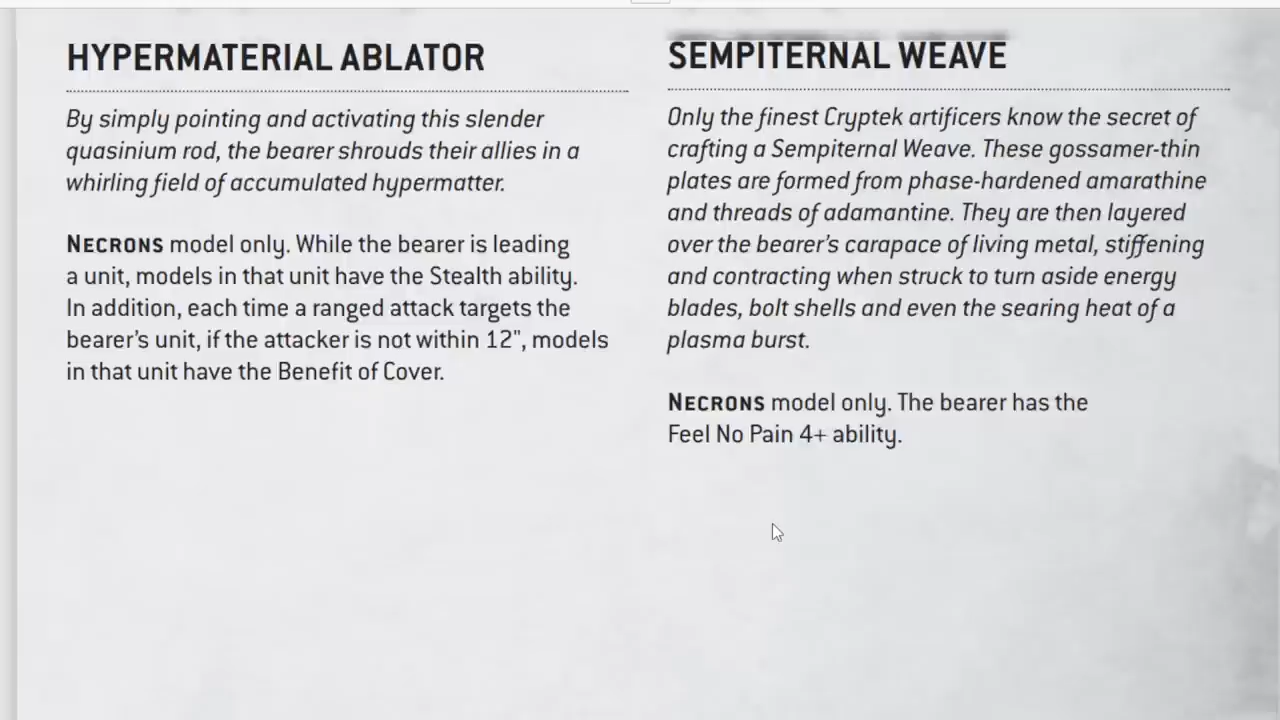 HYPERMATERIAL ABLATOR
By simply pointing and activating this slender
quasinium rod, the bearer shrouds their allies in a
whirling field of accumulated hypermatter.
NECRONS model only. While the bearer is leading
a unit, models in that unit have the Stealth ability.
In addition, each time a ranged attack targets the
bearer's unit, if the attacker is not within 12", models
in that unit have the Benefit of Cover.
SEMPITERNAL WEAVE
Only the finest Cryptek artificers know the secret of
crafting a Sempiternal Weave. These gossamer-thin
plates are formed from phase-hardened amarathine
and threads of adamantine. They are then layered
over the bearer's carapace of living metal, stiffening
and contracting when struck to turn aside energy
blades, bolt shells and even the searing heat of a
plasma burst.
NECRONS model only. The bearer has the
Feel No Pain 4+ ability.